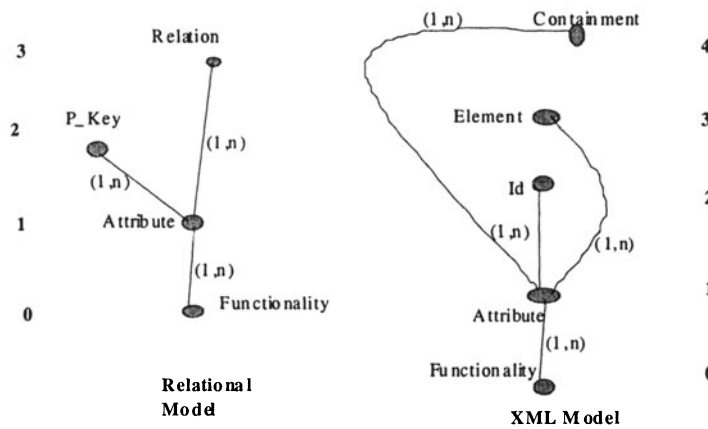 3
Relation
2
P_Key
(1,n)
(1,n)
1
Attribute
(1,n)
0
Functionality
Relational
Model
(1,n)
Containment
4
Element
3
Id
2
(1,n)
(1,n)
1
Attribute
(1,n)
Functionality
XML Model